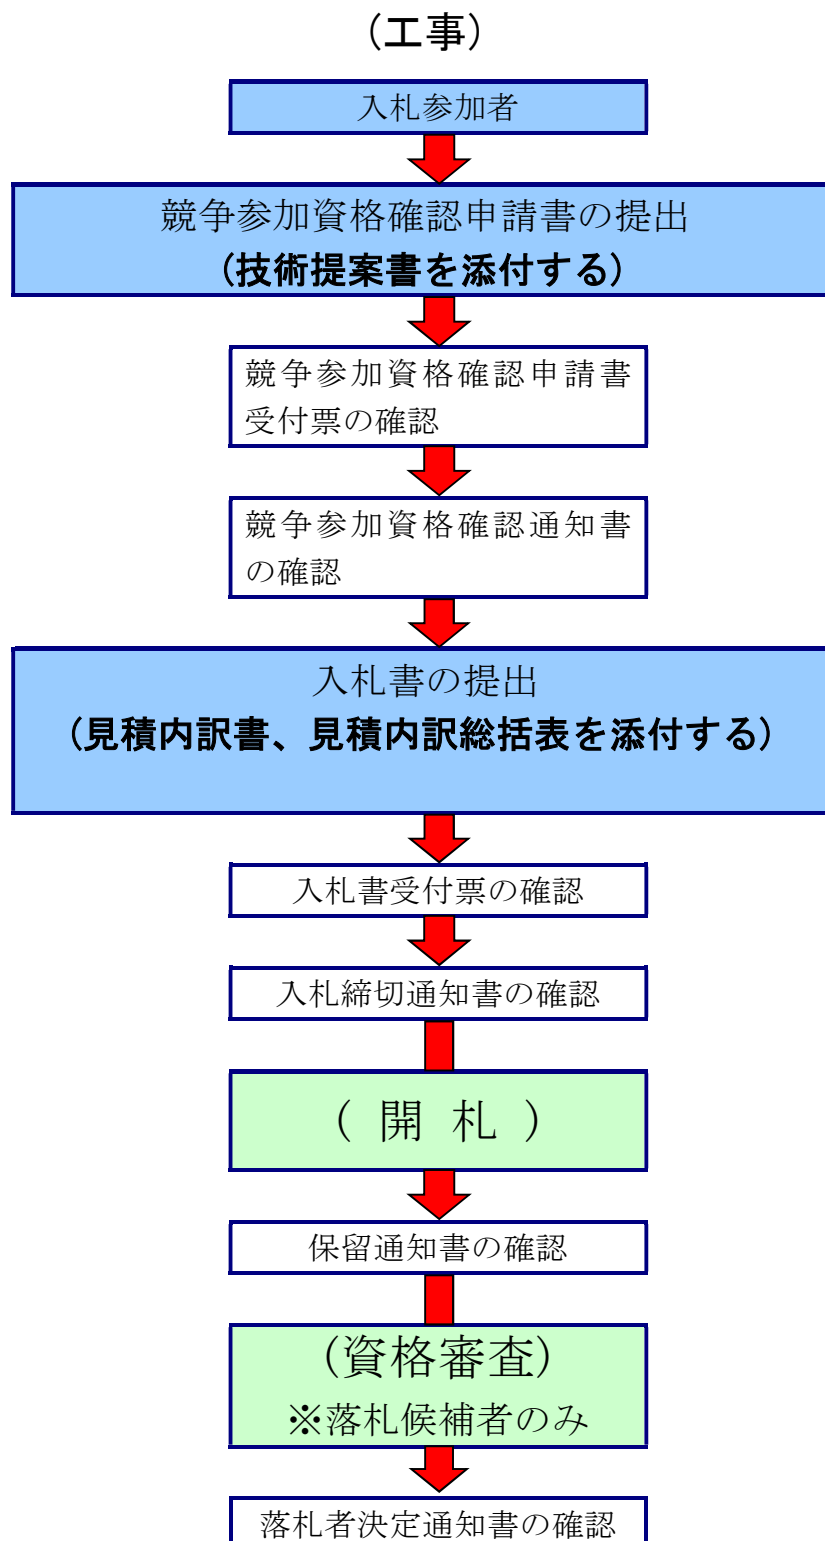 (工事)
入札参加者
競争参加資格確認申請書の提出
(技術提案書を添付する)
競争参加資格確認申請書
受付票の確認
競争参加資格確認通知書
の確認
入札書の提出
(見積内訳書、見積内訳総括表を添付する)
入札書受付票の確認
入札締切通知書の確認
( 開 札 )
保留通知書の確認
(資格審査)
※落札候補者のみ
落札者決定通知書の確認